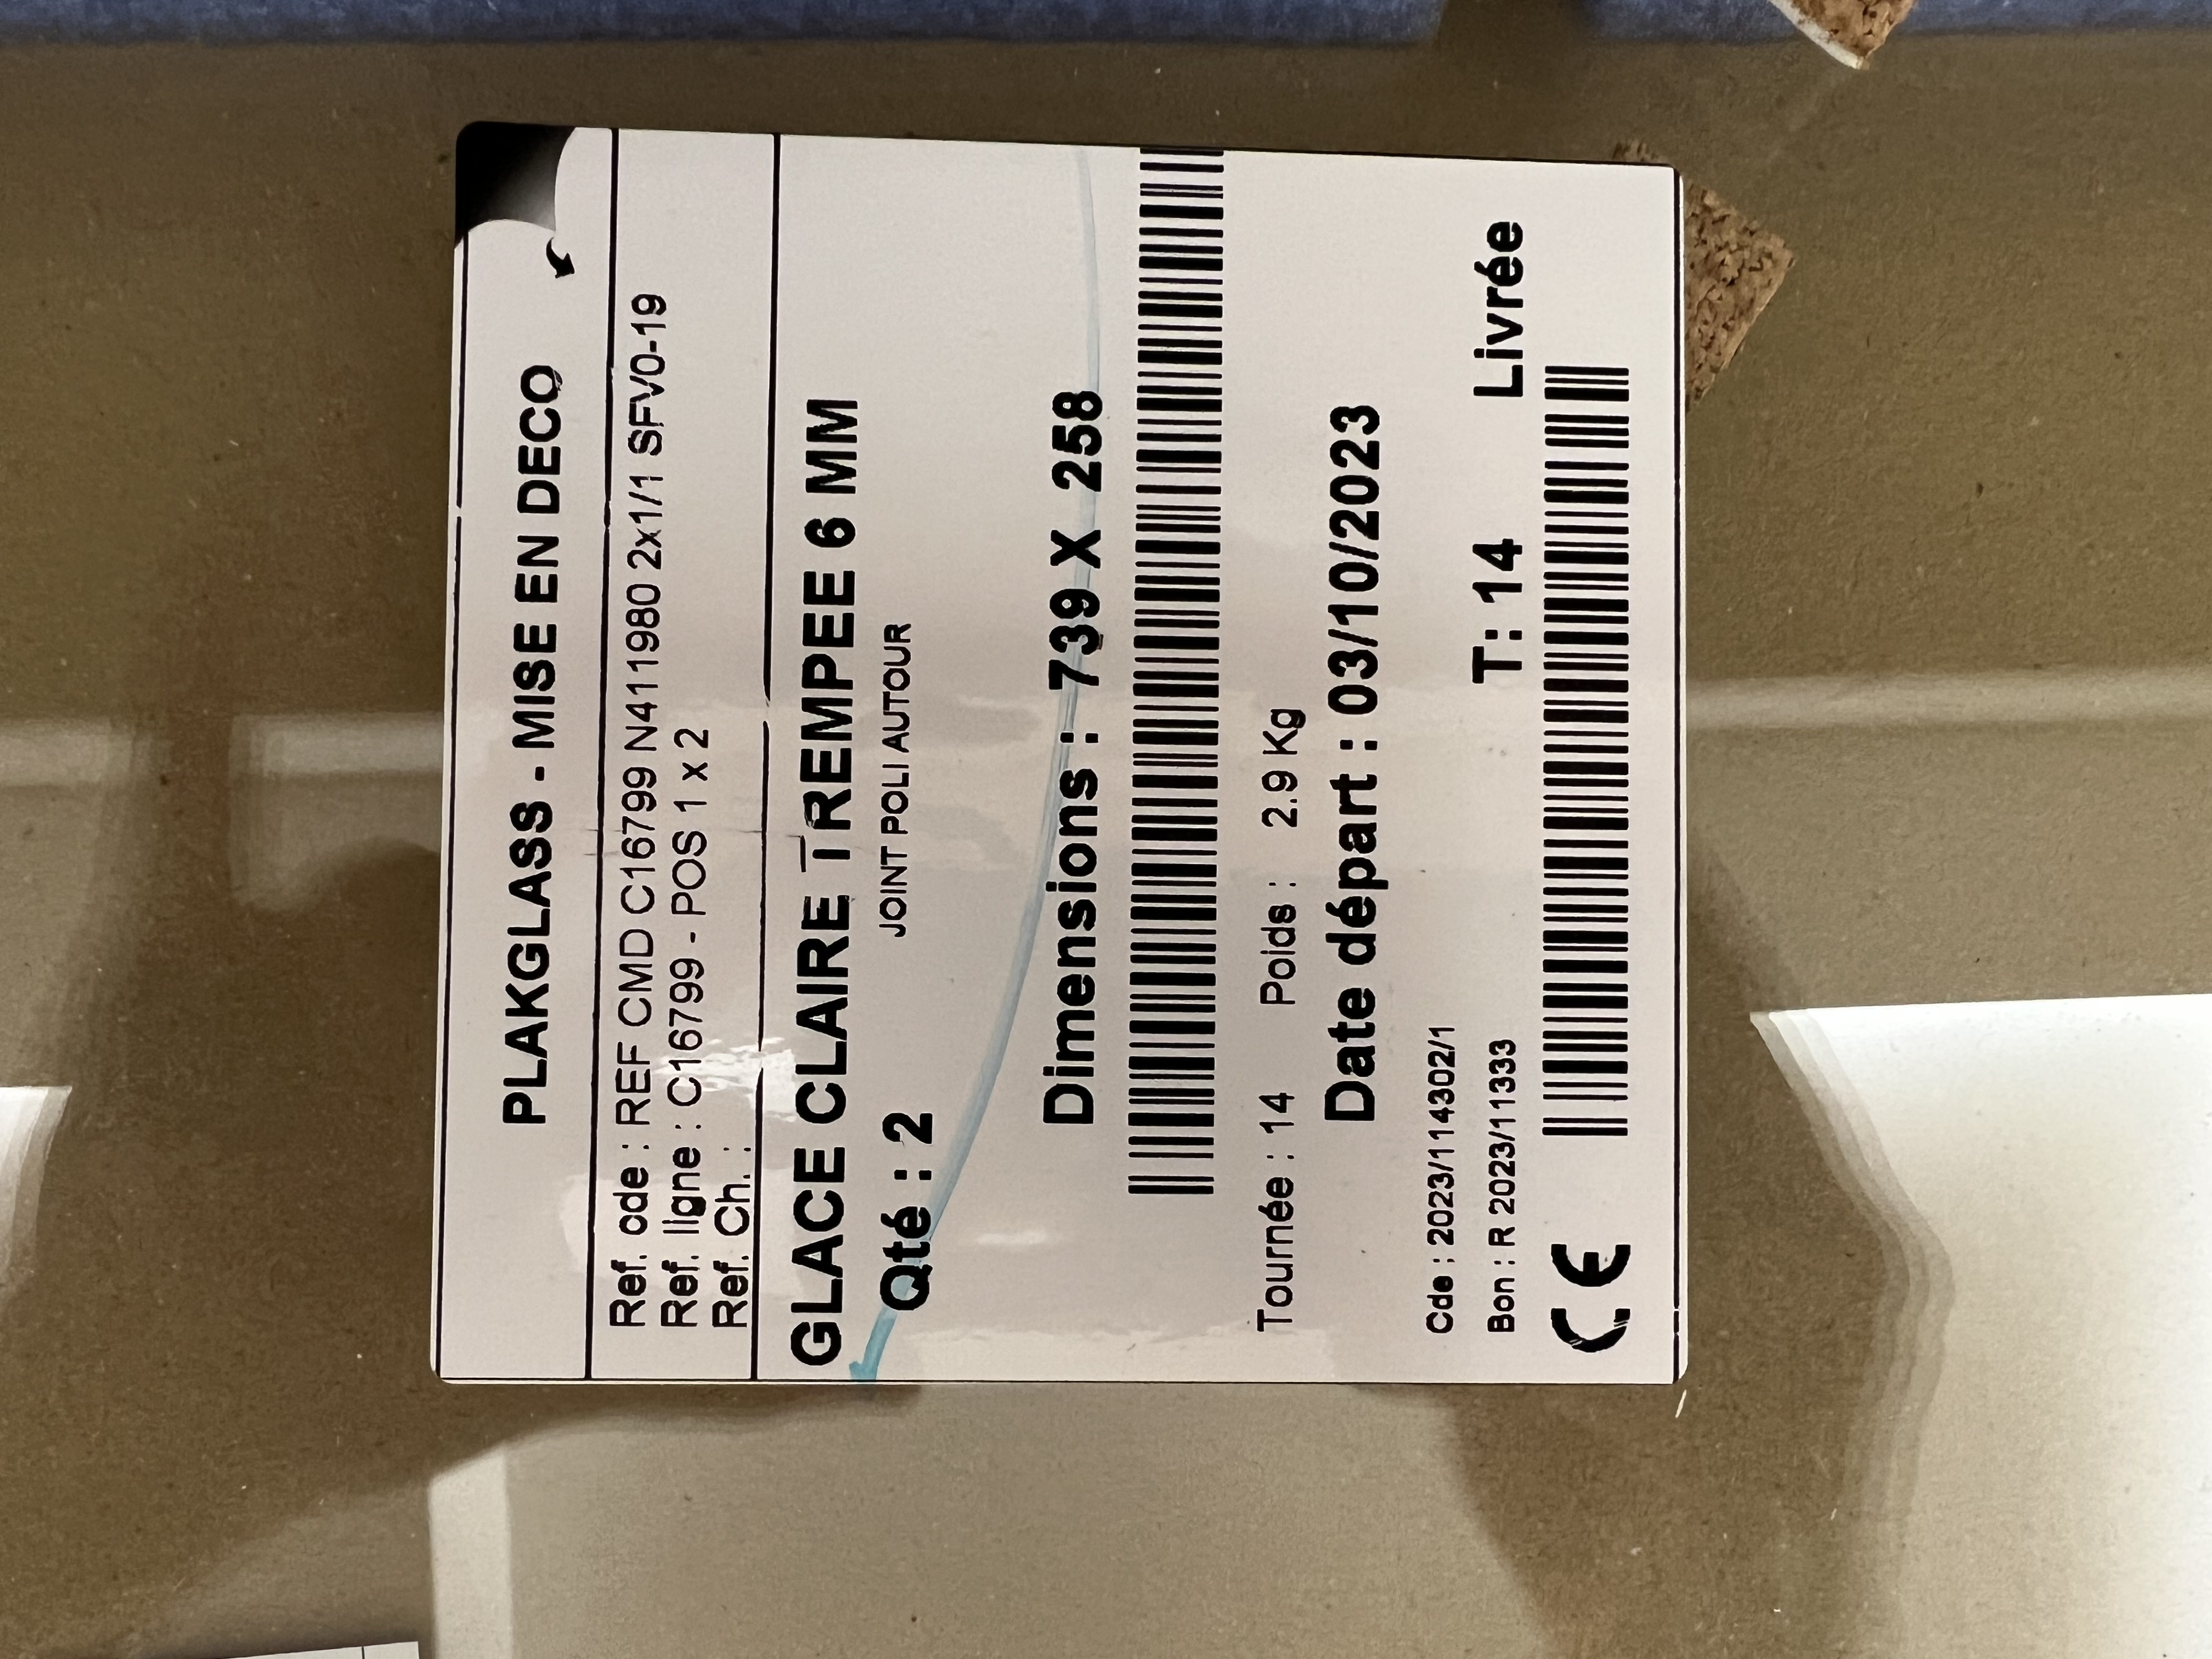 PLAKGLASS - MISE EN DECO
Ref. cde : REF CMD C16799 N411980 2x1/1 SFV0-19
Ref. ligne : C16799 - POS 1 x 2
Ref. Ch. :
GLACE CLAIRE TREMPEE 6 MM
Qté : 2 JOINT POLI AUTOUR
Dimensions : 739 X 258
Tournée : 14 Poids : 2.9 Kg
Date départ : 03/10/2023
Cde : 2023/114302/1
Bon : R 2023/11333 T: 14 Livrée
CE